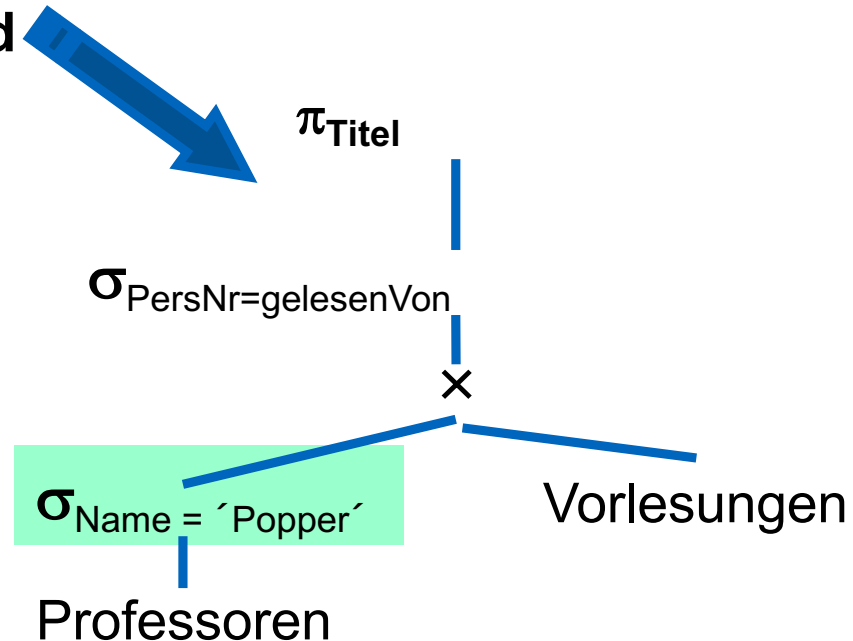 d
πTitel
σPersNr=gelesenVon
×
σName = ´Popper´
Vorlesungen
Professoren